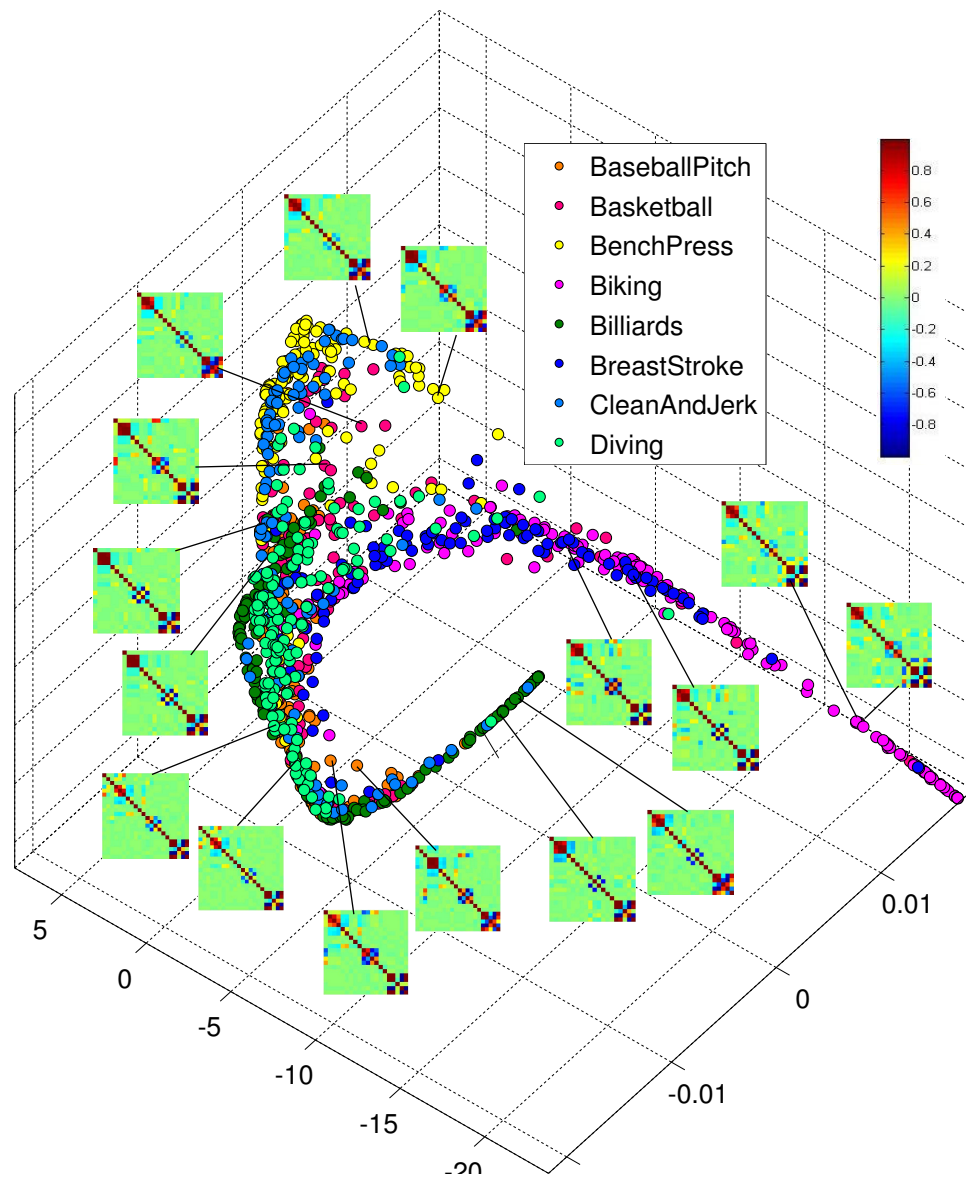 BaseballPitch
Basketball
BenchPress
Biking
Billiards
BreastStroke
CleanAndJerk
Diving
0.8
0.6
0.4
0.2
0
-0.2
-0.4
-0.6
-0.8
5
0
-5
-10
-15
-20
0.01
0
-0.01